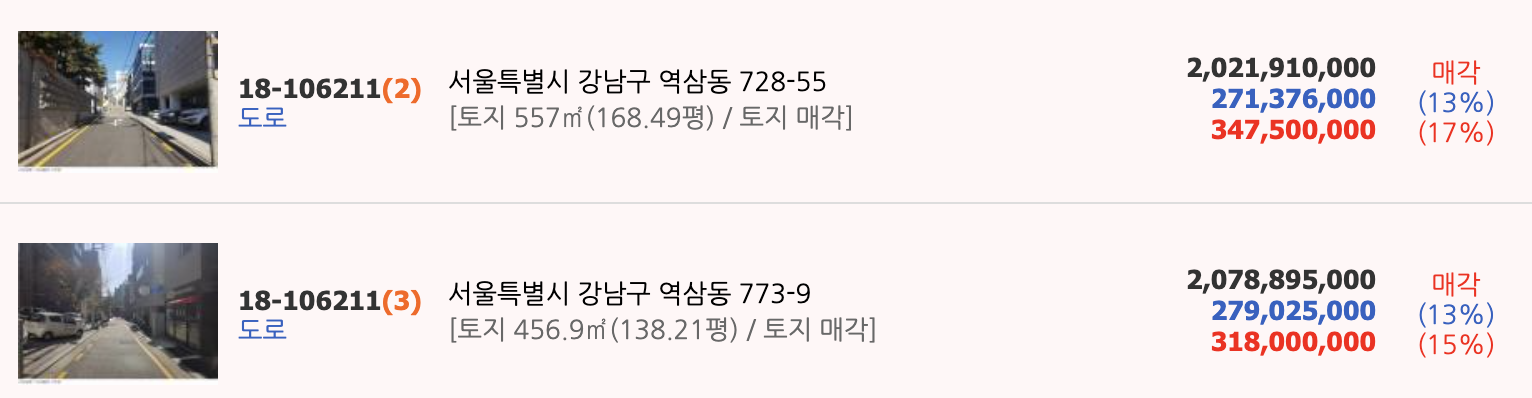 18-106211(2)
도로
서울특별시 강남구 역삼동 728-55
[토지 557㎡(168.49평) / 토지 매각]
2,021,910,000
271,376,000
347,500,000
매각
(13%)
(17%)
18-106211(3)
도로
서울특별시 강남구 역삼동 773-9
[토지 456.9㎡(138.21평) / 토지 매각]
2,078,895,000
279,025,000
318,000,000
매각
(13%)
(15%)